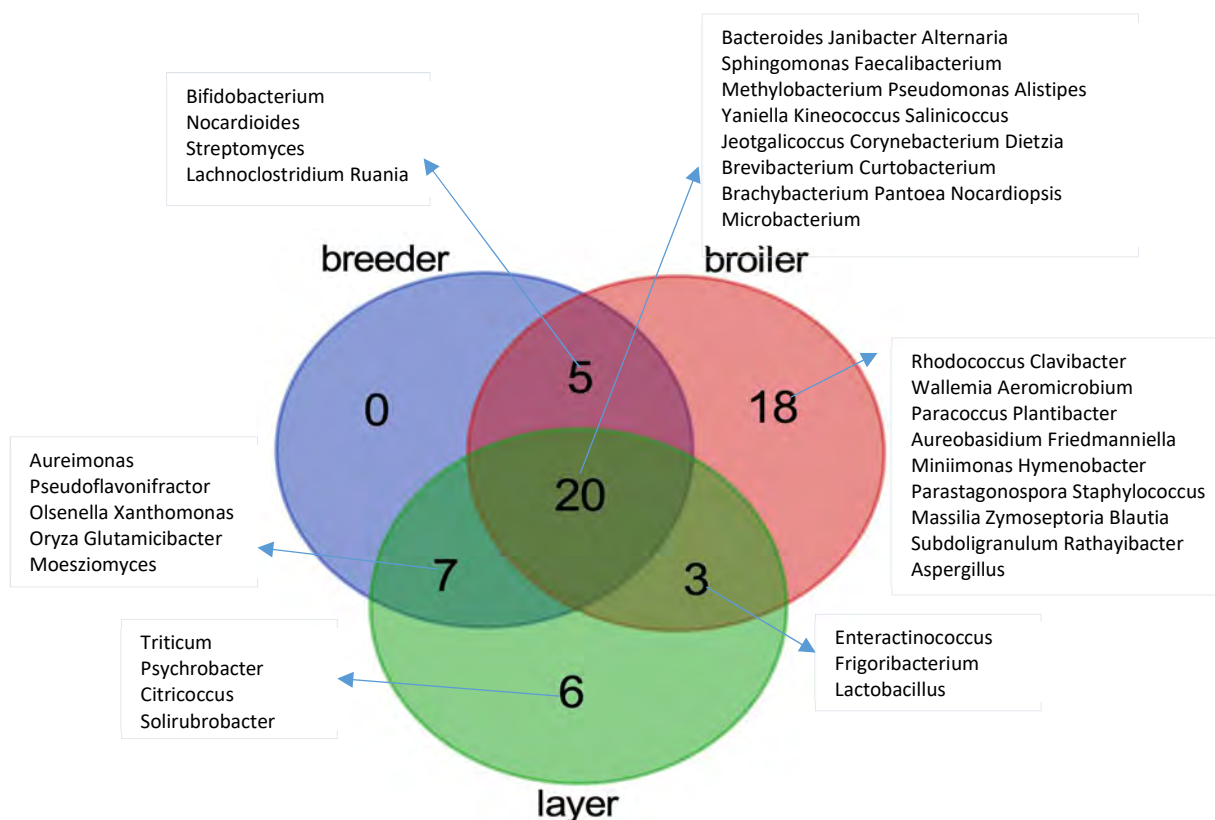 Bacteroides Janibacter Alternaria
Sphingomonas Faecalibacterium
Methylobacterium Pseudomonas Alistipes
Yaniella Kineococcus Salinicoccus
Jeotgalicoccus Corynebacterium Dietzia
Brevibacterium Curtobacterium
Brachybacterium Pantoea Nocardiopsis
Microbacterium
Bifidobacterium
Nocardioides
Streptomyces
Lachnoclostridium Ruania
breeder
broiler
5
0
18
20
7
3
6
Rhodococcus Clavibacter
Wallemia Aeromicrobium
Paracoccus Plantibacter
Aureobasidium Friedmanniella
Miniimonas Hymenobacter
Parastagonospora Staphylococcus
Massilia Zymoseptoria Blautia
Subdoligranulum Rathayibacter
Aspergillus
Aureimonas
Pseudoflavonifractor
Olsenella Xanthomonas
Oryza Glutamicibacter
Moesziomyces
Triticum
Psychrobacter
Citricoccus
Solirubrobacter
Enteractinococcus
Frigoribacterium
Lactobacillus
layer